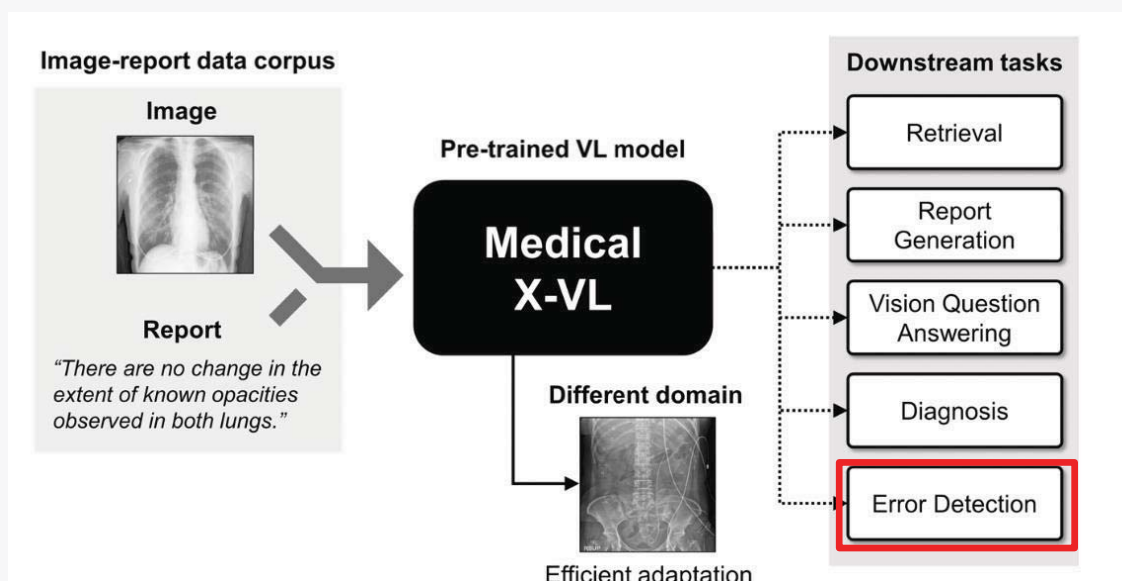 Image-report data corpus
Image
Report
“There are no change in the
extent of known opacities
observed in both lungs.”
Pre-trained VL model
Medical
X-VL
Different domain
Efficient adaptation
Downstream tasks
Retrieval
Report
Generation
Vision Question
Answering
Diagnosis
Error Detection